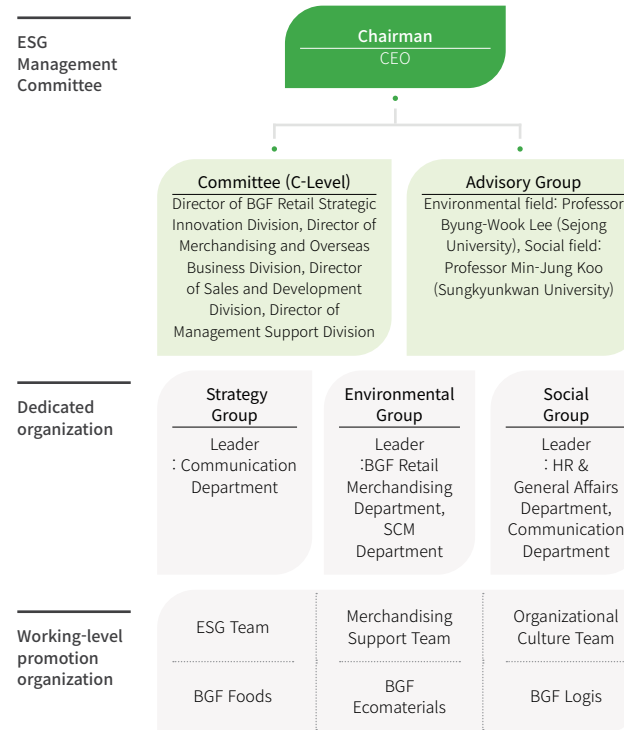 ESG
Management
Committee
Chairman
CEO
Committee (C-Level)
Director of BGF Retail Strategic
Innovation Division, Director of
Merchandising and Overseas
Business Division, Director
of Sales and Development
Division, Director of
Management Support Division
Advisory Group
Environmental field: Professor
Byung-Wook Lee (Sejong
University), Social field:
Professor Min-Jung Koo
(Sungkyunkwan University)
Dedicated
organization
Strategy
Group
Leader
: Communication
Department
Environmental
Group
Leader
:BGF Retail
Merchandising
Department,
SCM
Department
Social
Group
Leader
: HR &
General Affairs
Department,
Communication
Department
Working-level
promotion
organization
ESG Team
Merchandising
Support Team
Organizational
Culture Team
BGF Foods
BGF
Ecomaterials
BGF Logis